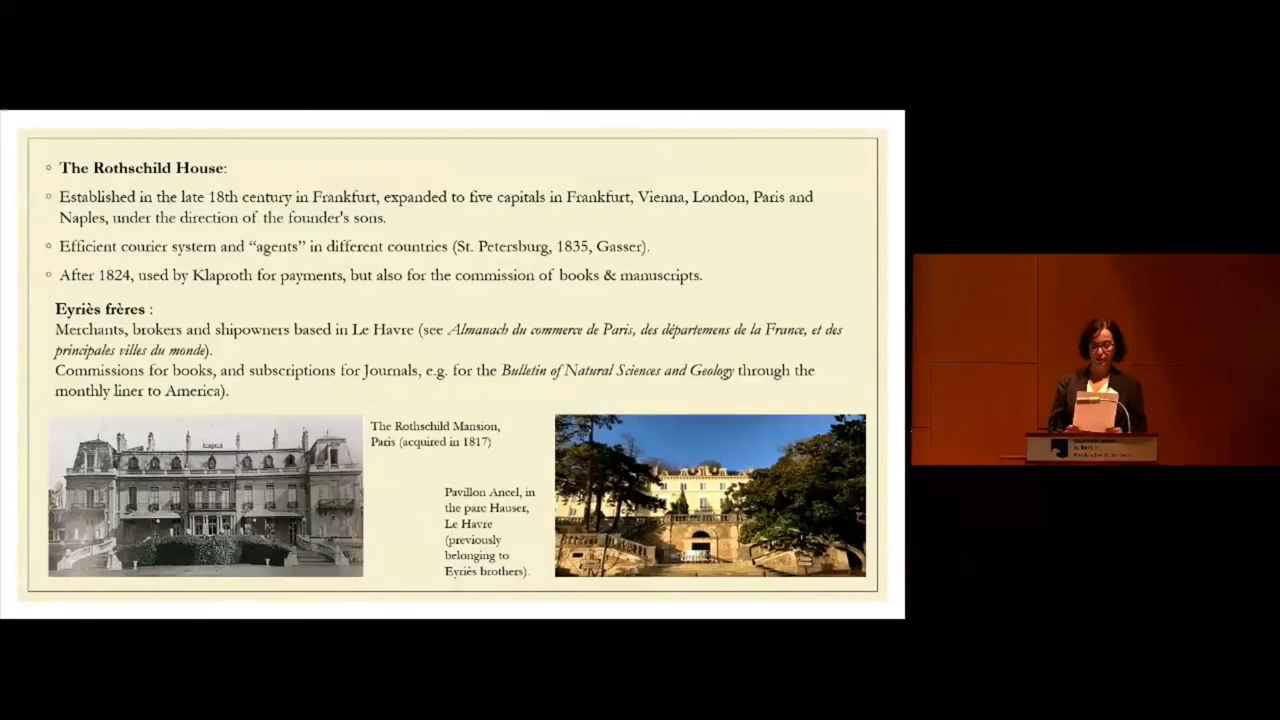 The Rothschild House:
Established in the late 18th century in Frankfurt, expanded to five capitals in Frankfurt, Vienna, London, Paris and
Naples, under the direction of the founder's sons.
Efficient courier system and “agents” in different countries (St. Petersburg, 1835, Gasser).
After 1824, used by Klaproth for payments, but also for the commission of books & manuscripts.
Eyriès frères :
Merchants, brokers and shipowners based in Le Havre (see Almanach du commerce de Paris, des départemens de la France, et des
principales villes du monde).
Commissions for books, and subscriptions for Journals, e.g. for the Bulletin of Natural Sciences and Geology through the
monthly liner to America).
The Rothschild Mansion,
Paris (acquired in 1817)
Pavillon Ancel, in
the parc Hauser,
Le Havre
(previously
belonging to
Eyriès brothers).